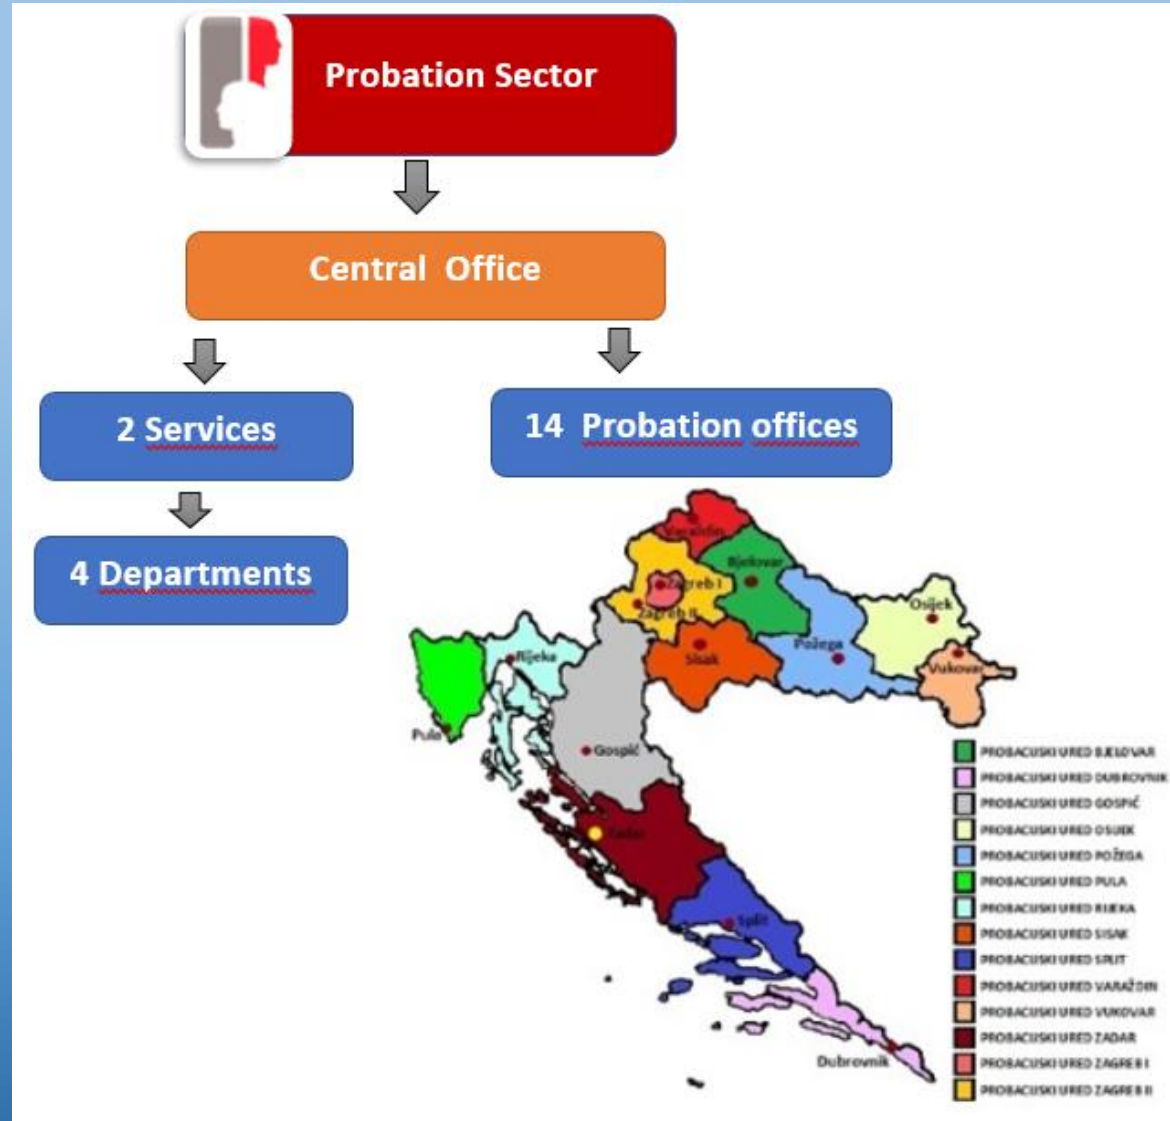 Probation Sector
Central Office
2 Services
14 Probation offices
4 Departments
Varaždin
Bjelovar
Zagreb I
Zagreb II
Osijek
Požega
Sisak
Vukovar
Rijeka
Pula
Gospić
Zadar
Split
Dubrovnik
PROBACIJSKI URED BJELOVAR
PROBACIJSKI URED DUBROVNIK
PROBACIJSKI URED GOSPIĆ
PROBACIJSKI URED OSIJEK
PROBACIJSKI URED POŽEGA
PROBACIJSKI URED PULA
PROBACIJSKI URED RIJEKA
PROBACIJSKI URED SISAK
PROBACIJSKI URED SPLIT
PROBACIJSKI URED VARAŽDIN
PROBACIJSKI URED VUKOVAR
PROBACIJSKI URED ZADAR
PROBACIJSKI URED ZAGREB I
PROBACIJSKI URED ZAGREB II